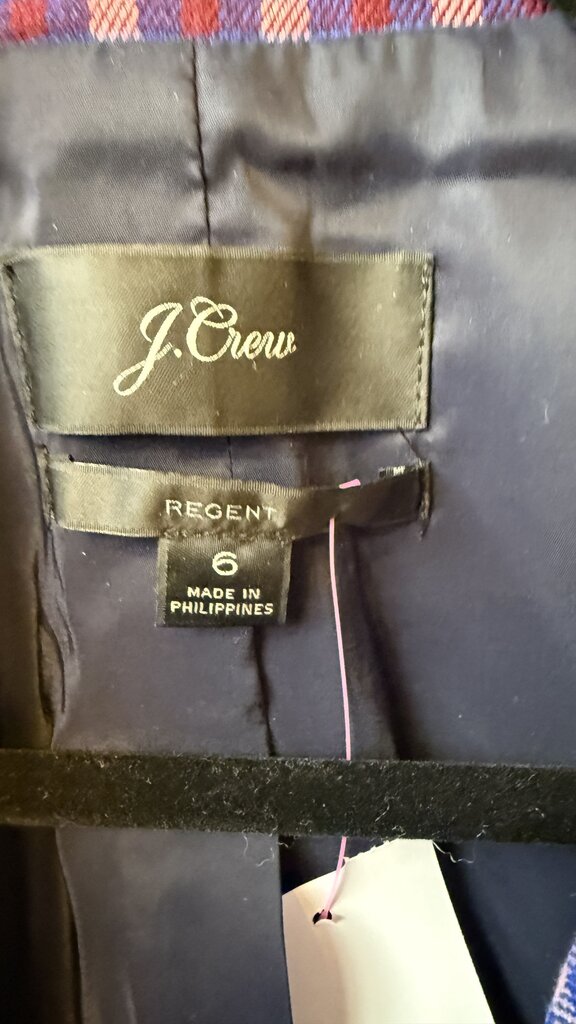 J.Crew
REGENT
6
MADE IN
PHILIPPINES